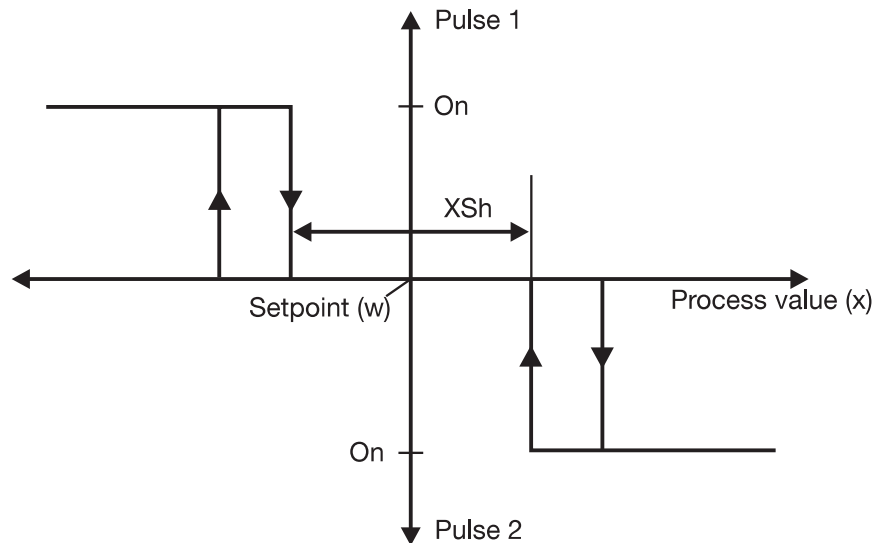 Pulse 1
On
XSh
Setpoint (w)
Process value (x)
On
Pulse 2